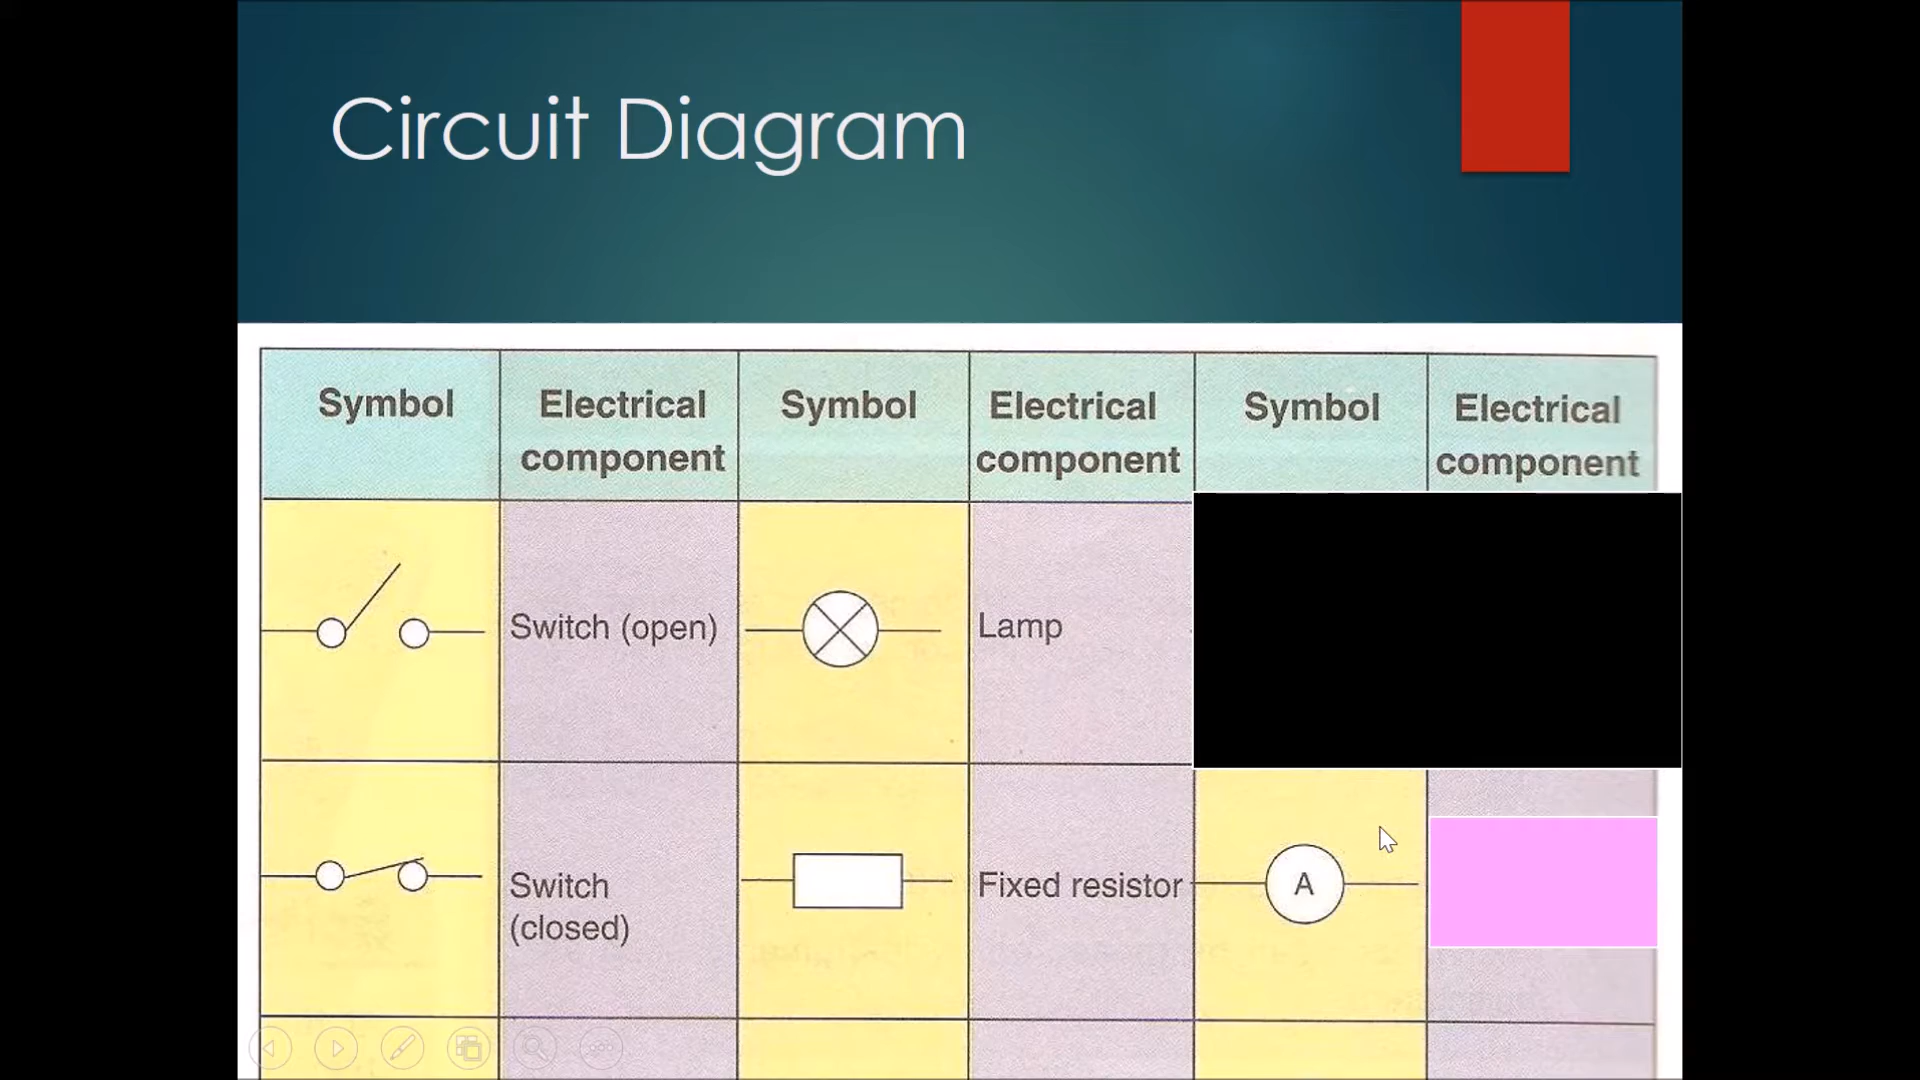 Circuit Diagram
Symbol
Electrical
component
Symbol
Electrical
component
Symbol
Electrical
component
Switch (open)
Lamp
Switch
(closed)
Fixed resistor
A